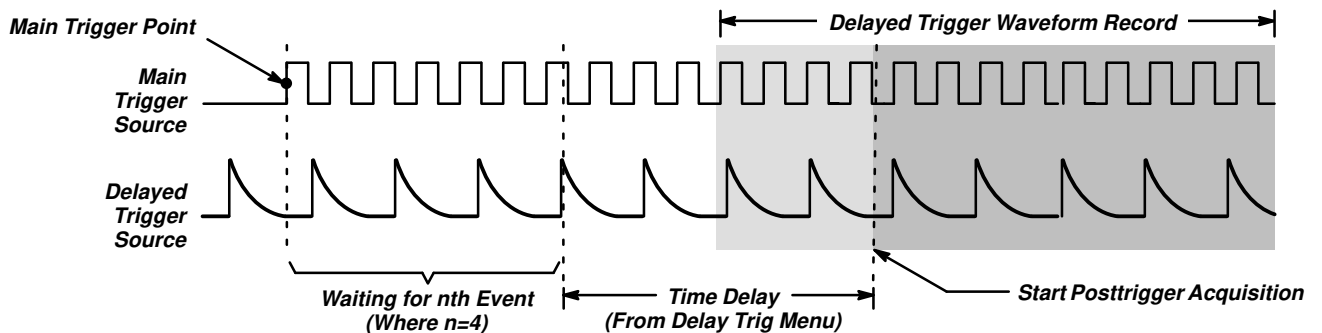 Delayed Trigger Waveform Record
Main Trigger Point
Main
Trigger
Source
Delayed
Trigger
Source
Waiting for nth Event
(Where n=4)
Time Delay
(From Delay Trig Menu)
Start Posttrigger Acquisition